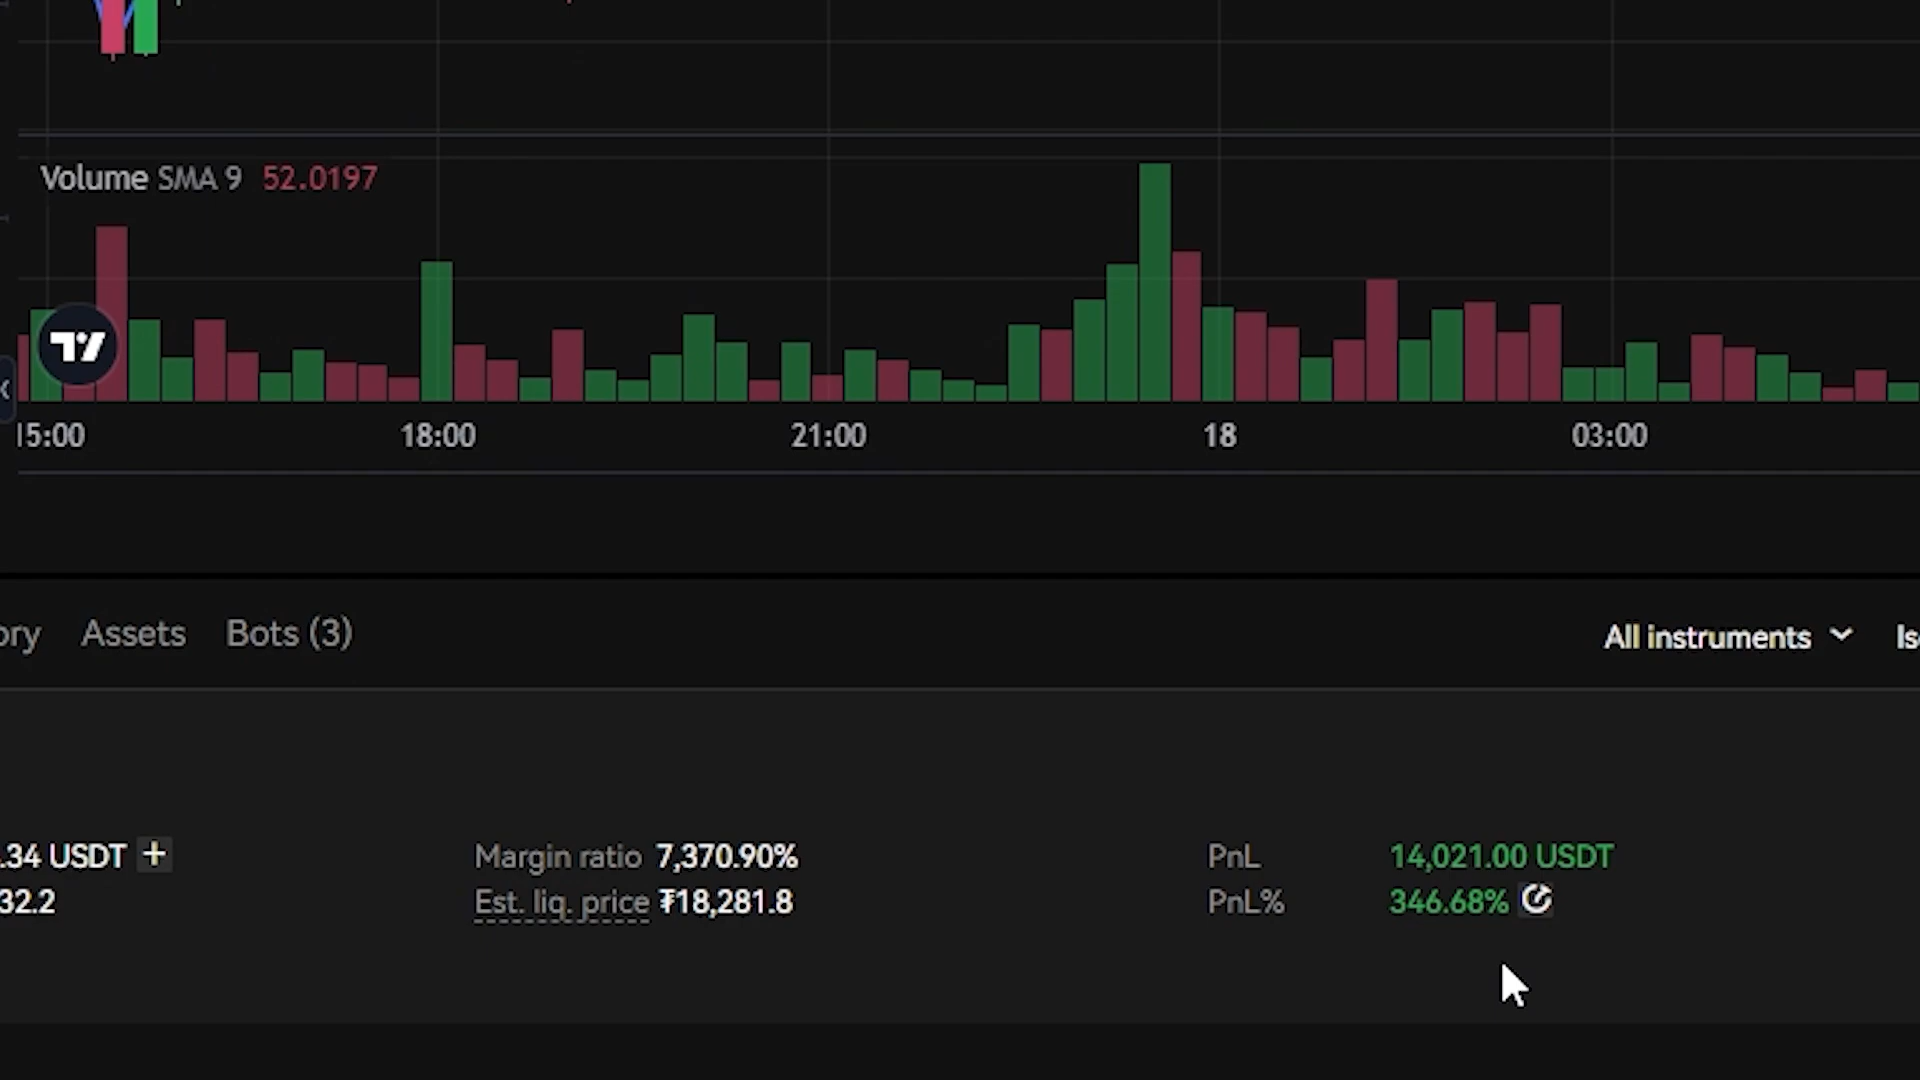 Volume SMA 9 52.0197
15:00 18:00 21:00 18 03:00
Assets Bots (3) All instruments
.34 USDT + Margin ratio 7,370.90% PnL 14,021.00 USDT
32.2 Est. liq. price ₮18,281.8 PnL% 346.68%